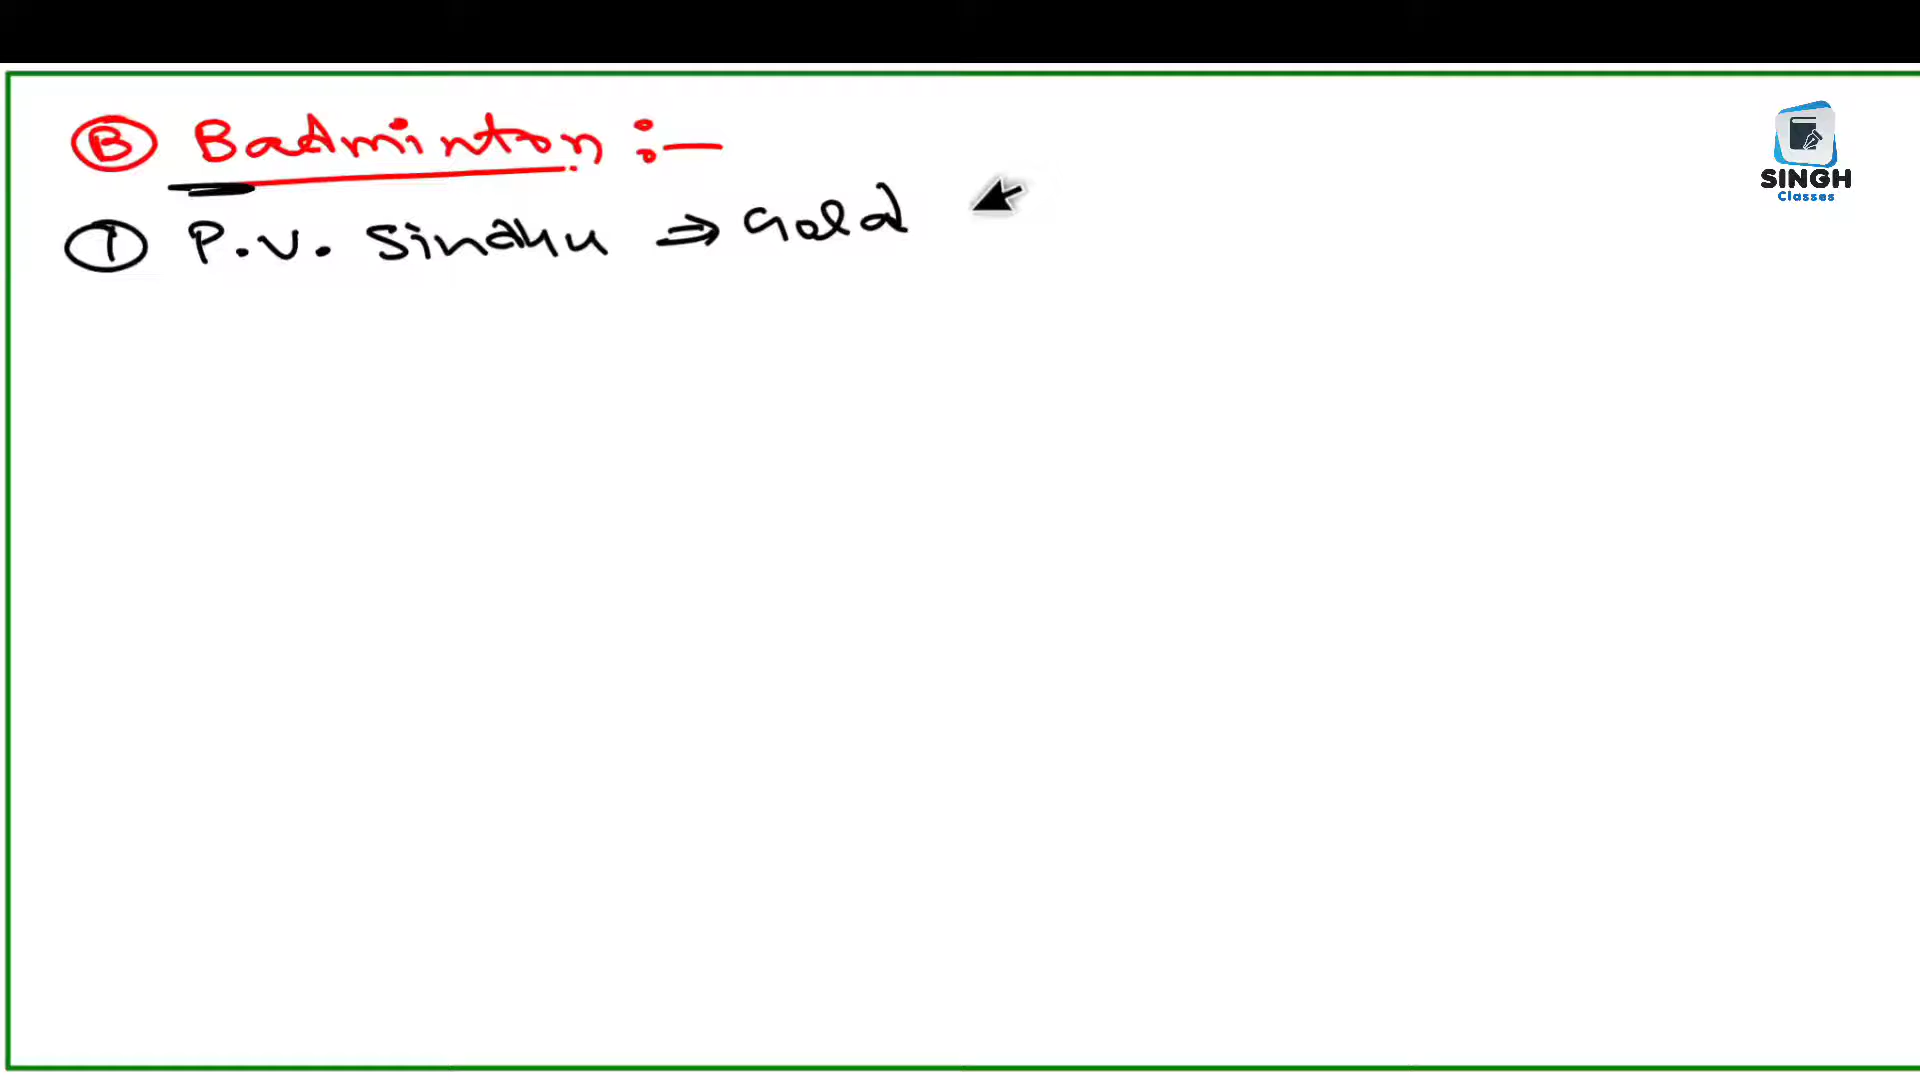 B Badminton :-
1 P.V. Sindhu ⇒ Gold
SINGH
Classes